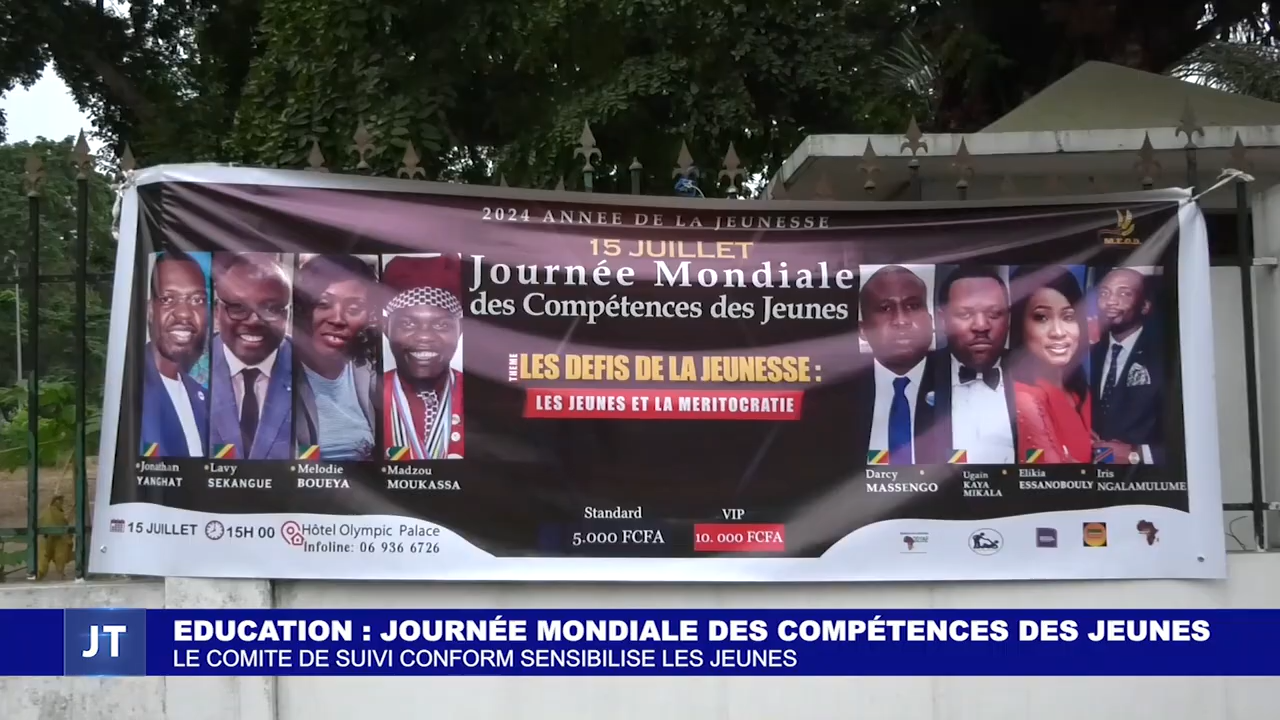 2024 ANNEE DE LA JEUNESSE
15 JUILLET
Journée Mondiale
des Compétences des Jeunes
THEME
LES DEFIS DE LA JEUNESSE :
LES JEUNES ET LA MERITOCRATIE
Jonathan
YANGHAT
Lavy
SEKANGUE
Melodie
BOUEYA
Madzou
MOUKASSA
Darcy
MASSENGO
Ugain
KAYA
MIKALA
Elikia
ESSANOBOULY
Iris
NGALAMULUME
15 JUILLET
15H 00
Hôtel Olympic Palace
Infoline: 06 936 6726
Standard
5.000 FCFA
VIP
10. 000 FCFA
JT
EDUCATION : JOURNÉE MONDIALE DES COMPÉTENCES DES JEUNES
LE COMITE DE SUIVI CONFORM SENSIBILISE LES JEUNES